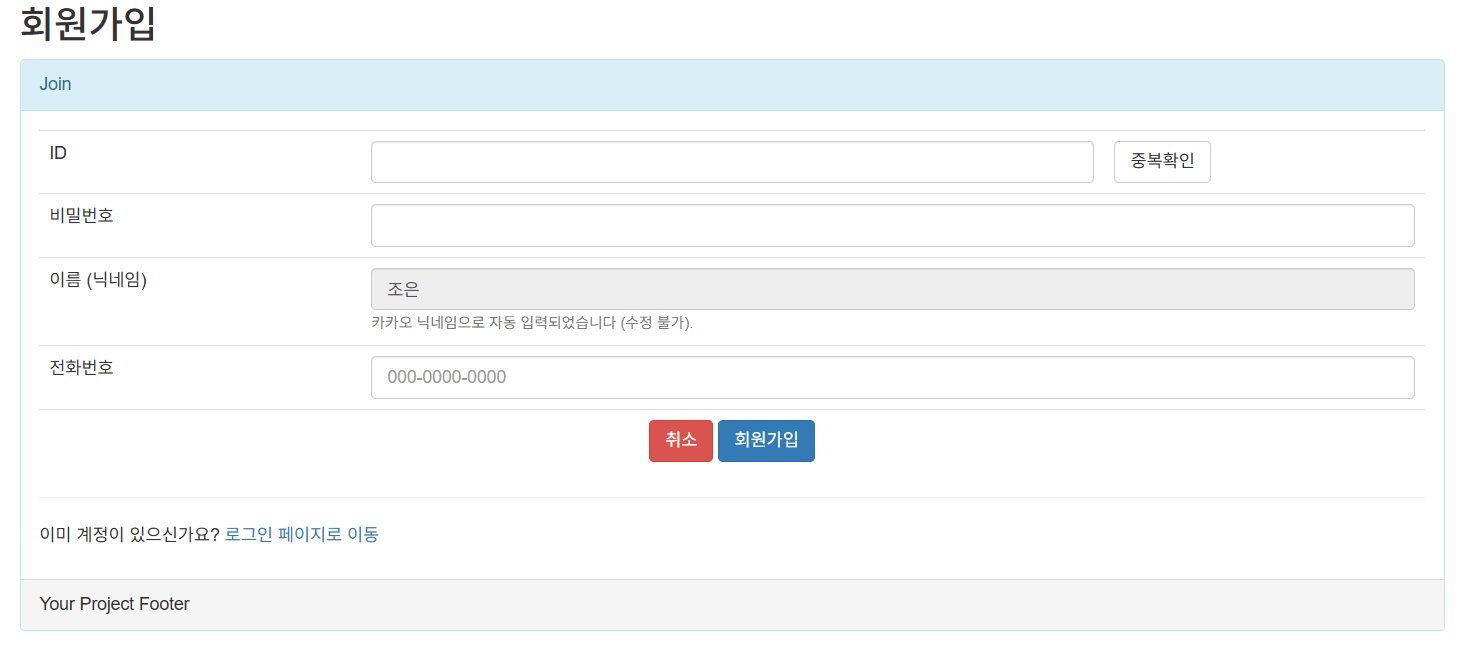 회원가입
Join
ID
중복확인
비밀번호
이름 (닉네임)
조은
카카오 닉네임으로 자동 입력되었습니다 (수정 불가).
전화번호
000-0000-0000
취소 회원가입
이미 계정이 있으신가요? 로그인 페이지로 이동
Your Project Footer